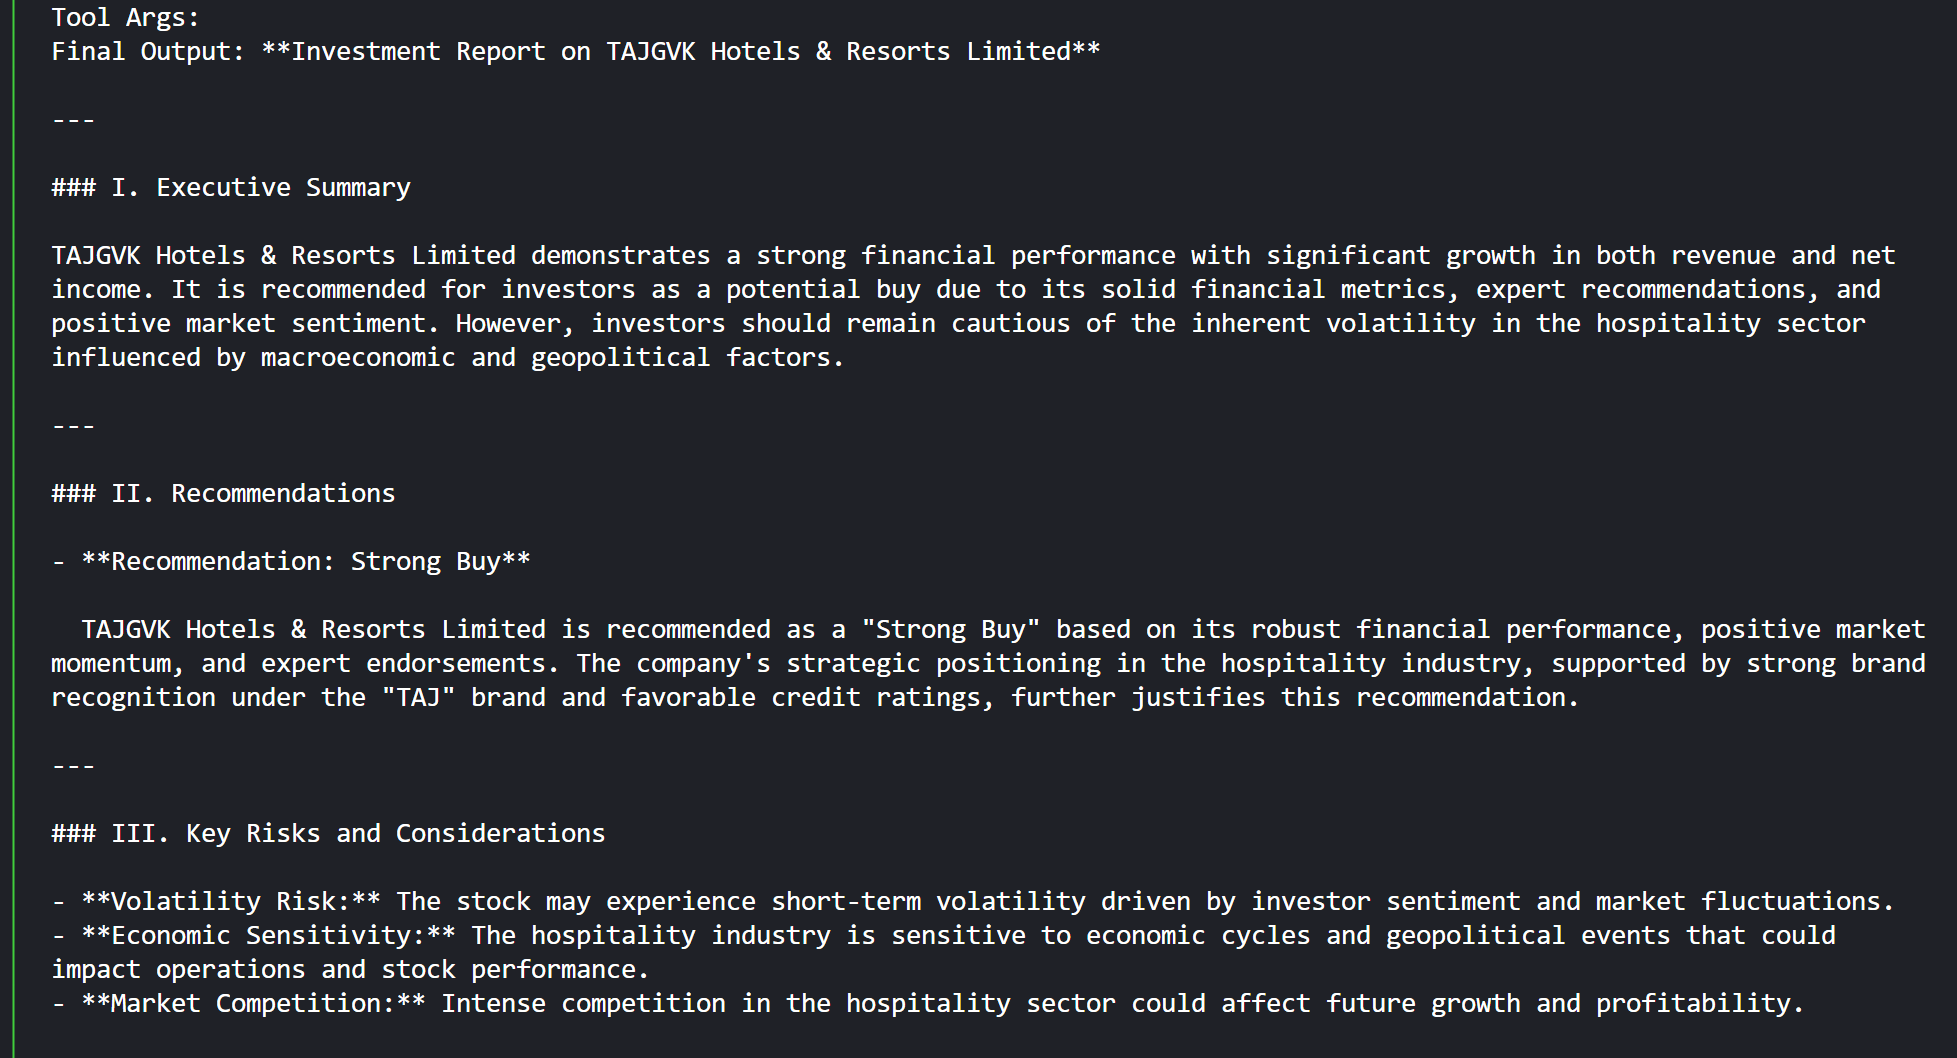 Tool Args:
Final Output: **Investment Report on TAJGVK Hotels & Resorts Limited**
---
### I. Executive Summary
TAJGVK Hotels & Resorts Limited demonstrates a strong financial performance with significant growth in both revenue and net
income. It is recommended for investors as a potential buy due to its solid financial metrics, expert recommendations, and
positive market sentiment. However, investors should remain cautious of the inherent volatility in the hospitality sector
influenced by macroeconomic and geopolitical factors.
---
### II. Recommendations
- **Recommendation: Strong Buy**
TAJGVK Hotels & Resorts Limited is recommended as a "Strong Buy" based on its robust financial performance, positive market
momentum, and expert endorsements. The company's strategic positioning in the hospitality industry, supported by strong brand
recognition under the "TAJ" brand and favorable credit ratings, further justifies this recommendation.
---
### III. Key Risks and Considerations
- **Volatility Risk:** The stock may experience short-term volatility driven by investor sentiment and market fluctuations.
- **Economic Sensitivity:** The hospitality industry is sensitive to economic cycles and geopolitical events that could
impact operations and stock performance.
- **Market Competition:** Intense competition in the hospitality sector could affect future growth and profitability.